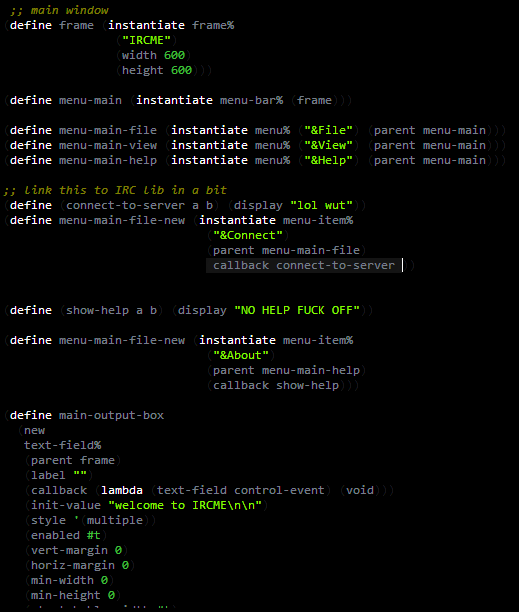 ;; main window
(define frame (instantiate frame%
("IRCME")
(width 600)
(height 600)))
(define menu-main (instantiate menu-bar% (frame)))
(define menu-main-file (instantiate menu% ("&File") (parent menu-main)))
(define menu-main-view (instantiate menu% ("&View") (parent menu-main)))
(define menu-main-help (instantiate menu% ("&Help") (parent menu-main)))
;; link this to IRC lib in a bit
(define (connect-to-server a b) (display "lol wut"))
(define menu-main-file-new (instantiate menu-item%
("&Connect")
(parent menu-main-file)
(callback connect-to-server )))
(define (show-help a b) (display "NO HELP FUCK OFF"))
(define menu-main-file-new (instantiate menu-item%
("&About")
(parent menu-main-help)
(callback show-help)))
(define main-output-box
(new
text-field%
(parent frame)
(label "")
(callback (lambda (text-field control-event) (void)))
(init-value "welcome to IRCME\n\n")
(style '(multiple))
(enabled #t)
(vert-margin 0)
(horiz-margin 0)
(min-width 0)
(min-height 0)